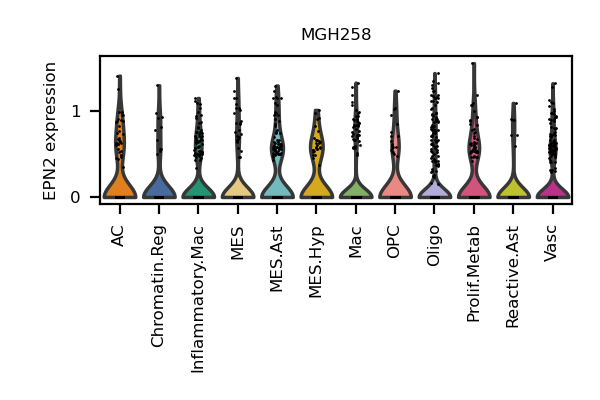 MGH258
EPN2 expression
1
0
AC
Chromatin.Reg
Inflammatory.Mac
MES
MES.Ast
MES.Hyp
Mac
OPC
Oligo
Prolif.Metab
Reactive.Ast
Vasc